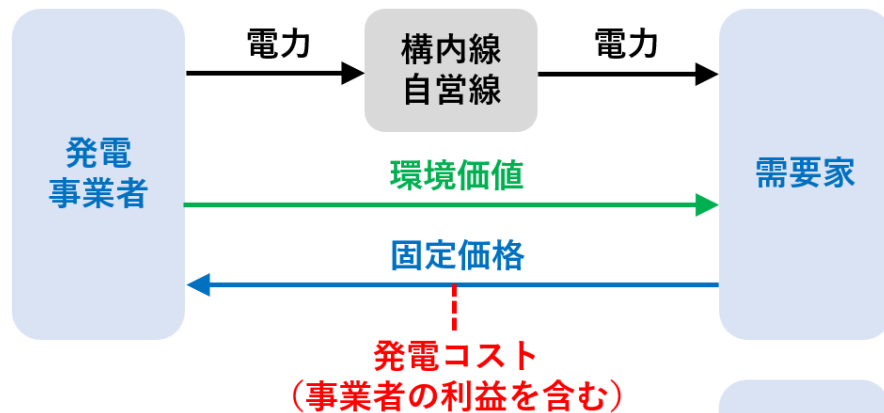 電力
構内線
自営線
電力
発電
事業者
環境価値
需要家
固定価格
発電コスト
（事業者の利益を含む）